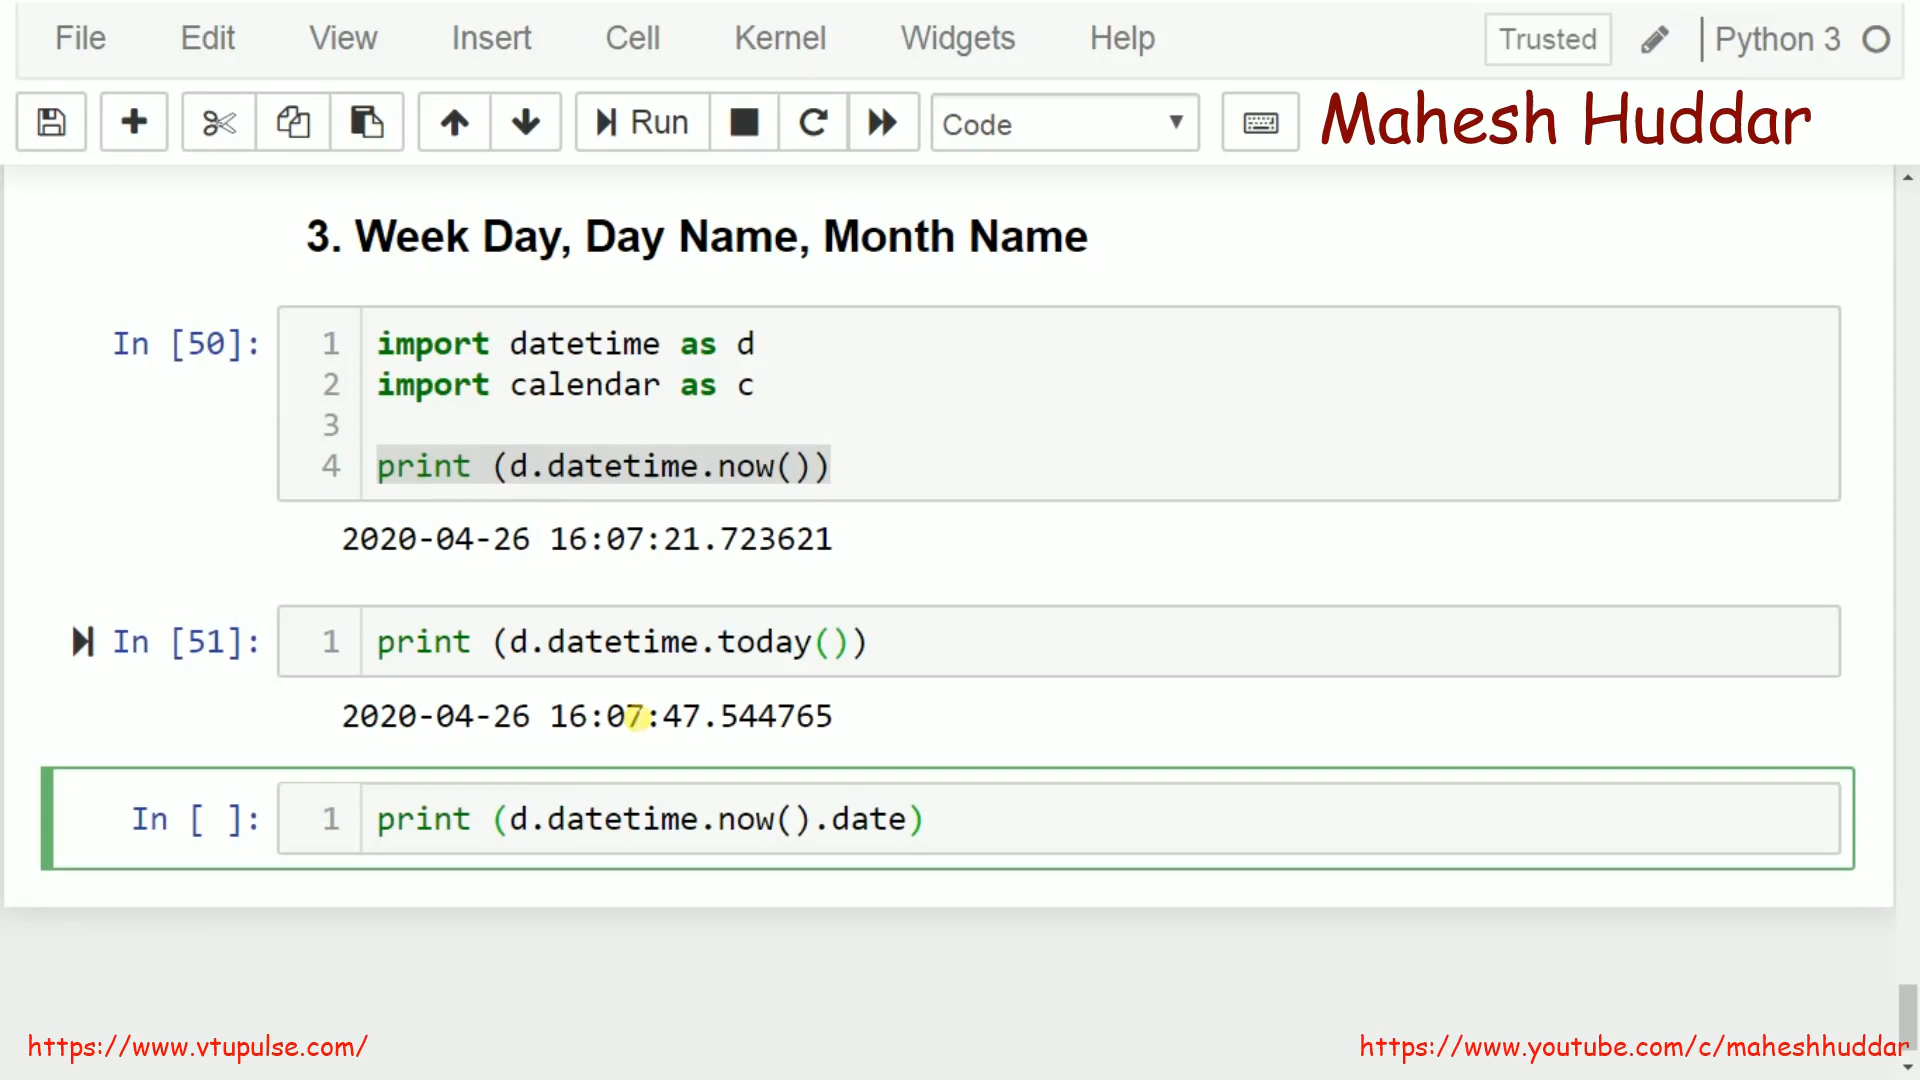 File Edit View Insert Cell Kernel Widgets Help Trusted Python 3
Run Code Mahesh Huddar
3. Week Day, Day Name, Month Name
In [50]: 1 import datetime as d
2 import calendar as c
3
4 print (d.datetime.now())
2020-04-26 16:07:21.723621
In [51]: 1 print (d.datetime.today())
2020-04-26 16:07:47.544765
In [ ]: 1 print (d.datetime.now().date)
https://www.vtupulse.com/ https://www.youtube.com/c/maheshhuddar